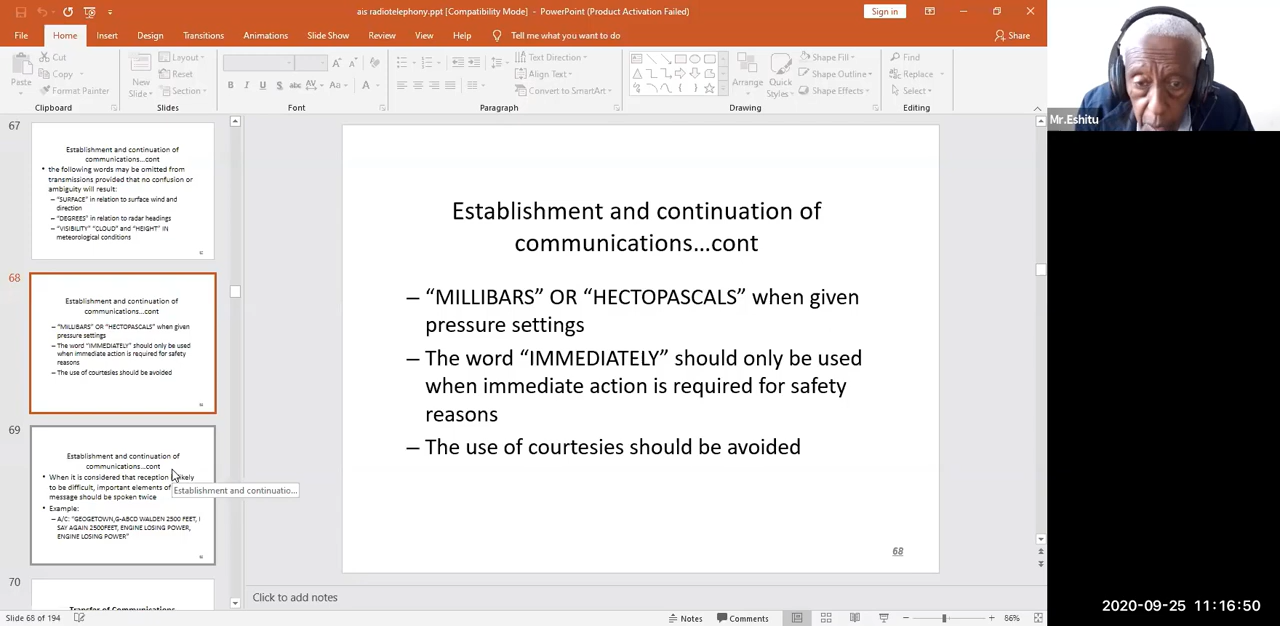 ais radiotelephony.ppt [Compatibility Mode] - PowerPoint (Product Activation Failed)
Sign in
File Home Insert Design Transitions Animations Slide Show Review View Help Tell me what you want to do
Share
Paste
Cut
Copy
Format Painter
Clipboard
New Slide
Layout
Reset
Section
Slides
B I U S abc AV Aa A
Font
Text Direction
Align Text
Convert to SmartArt
Paragraph
Arrange
Quick Styles
Shape Fill
Shape Outline
Shape Effects
Drawing
Find
Replace
Select
Editing
Mr.Eshitu
67
Establishment and continuation of
communications...cont
• the following words may be omitted from
transmissions provided that no confusion or
ambiguity will result:
– "SURFACE" in relation to surface wind and
direction
– "DEGREES" in relation to radar headings
– "VISIBILITY" "CLOUD" and "HEIGHT" IN
meteorological conditions
68
Establishment and continuation of
communications...cont
– "MILLIBARS" OR "HECTOPASCALS" when given
pressure settings
– The word "IMMEDIATELY" should only be used
when immediate action is required for safety
reasons
– The use of courtesies should be avoided
69
Establishment and continuation of
communications...cont
• When it is considered that reception likely
to be difficult, important elements of
message should be spoken twice
Establishment and continuatio...
• Example:
– A/C: "GEOGETOWN,G-ABCD WALDEN 2500 FEET, I
SAY AGAIN 2500FEET, ENGINE LOSING POWER,
ENGINE LOSING POWER"
70
Transfer of Communications
Establishment and continuation of
communications...cont
– “MILLIBARS” OR “HECTOPASCALS” when given
pressure settings
– The word “IMMEDIATELY” should only be used
when immediate action is required for safety
reasons
– The use of courtesies should be avoided
68
Click to add notes
Slide 68 of 194
Notes
Comments
86%
2020-09-25 11:16:50